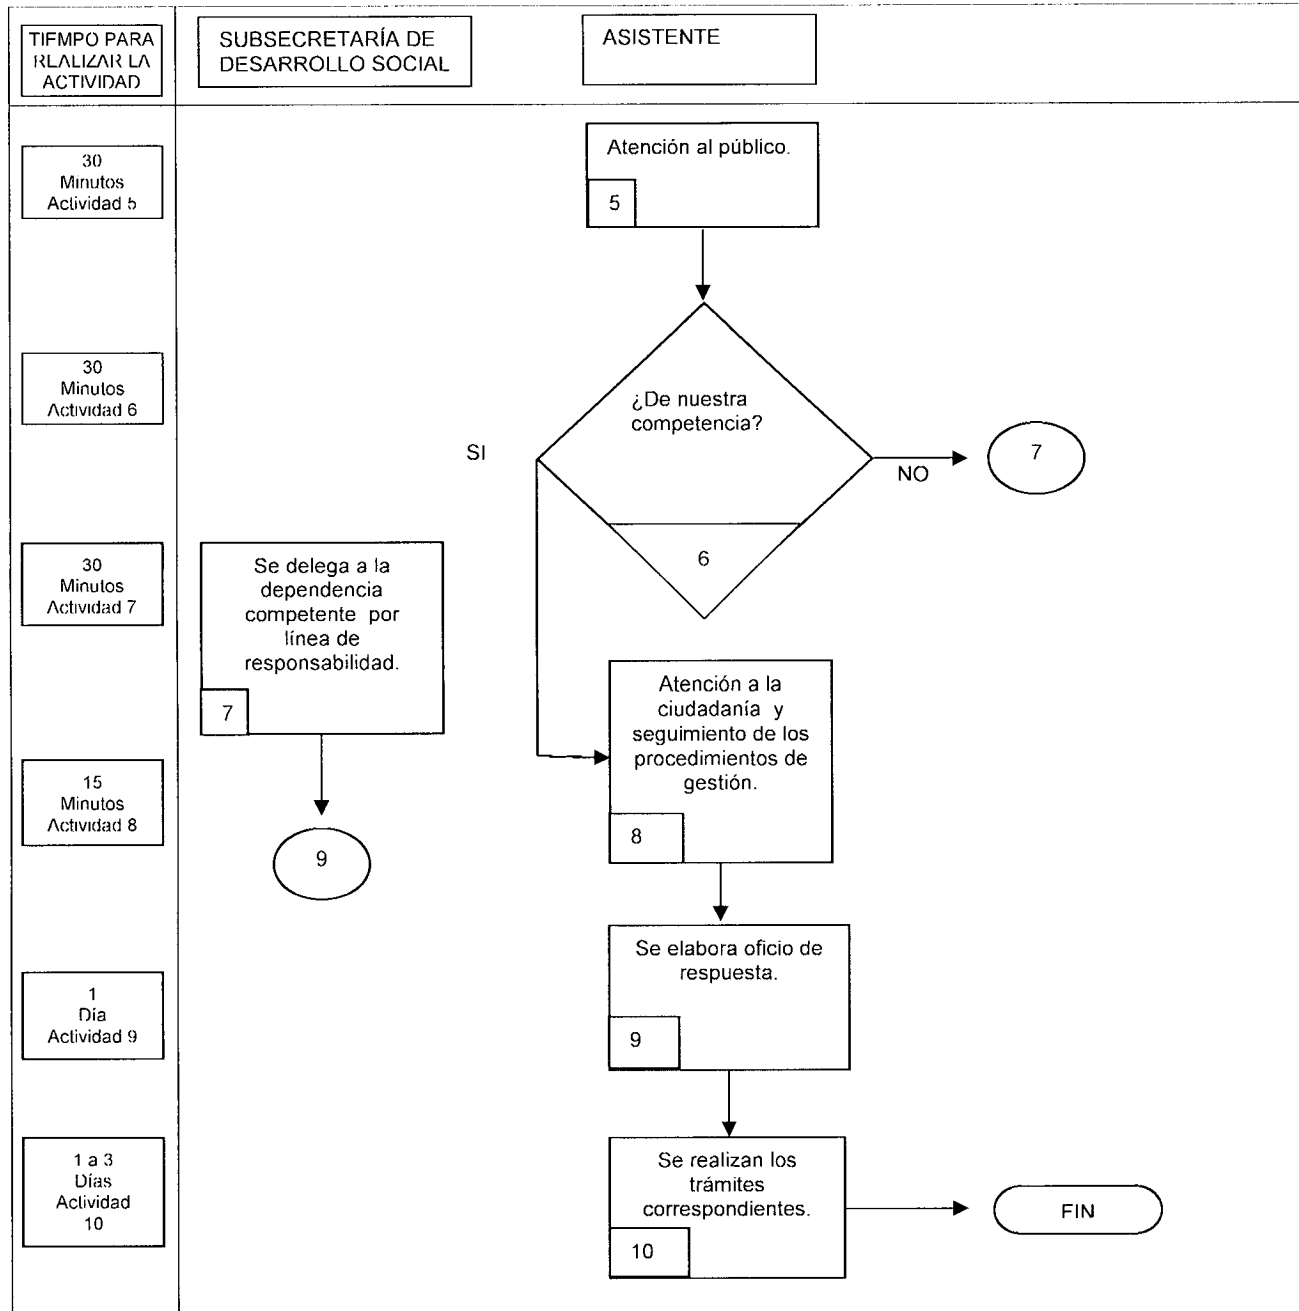 TIEMPO PARA
REALIZAR LA
ACTIVIDAD
SUBSECRETARÍA DE
DESARROLLO SOCIAL
ASISTENTE
30
Minutos
Actividad 5
Atención al público.
5
30
Minutos
Actividad 6
¿De nuestra
competencia?
6
SI
NO
7
30
Minutos
Actividad 7
Se delega a la
dependencia
competente por
línea de
responsabilidad.
7
9
15
Minutos
Actividad 8
Atención a la
ciudadanía y
seguimiento de los
procedimientos de
gestión.
8
1
Día
Actividad 9
Se elabora oficio de
respuesta.
9
1 a 3
Días
Actividad
10
Se realizan los
trámites
correspondientes.
10
FIN